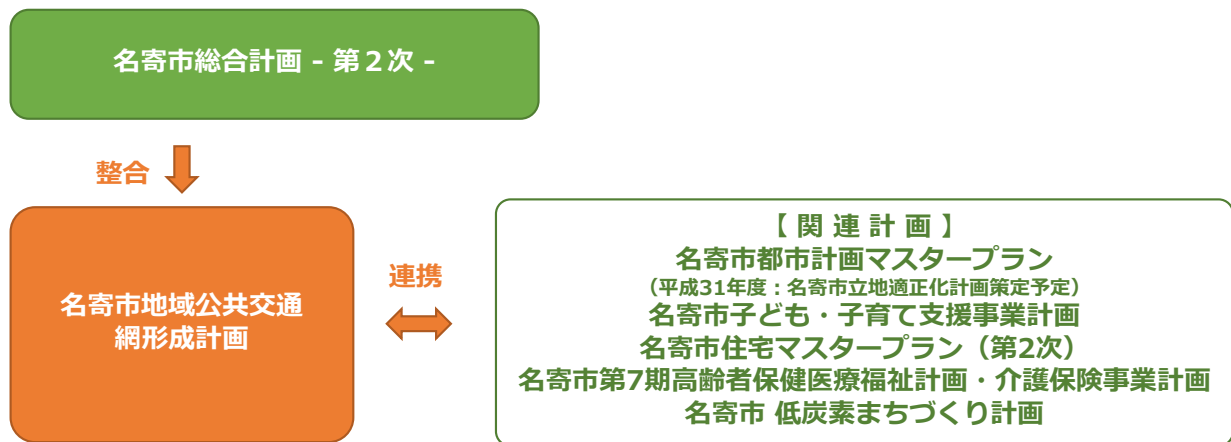 名寄市総合計画 - 第２次 -
整合
名寄市地域公共交通
網形成計画
連携
【 関 連 計 画 】
名寄市都市計画マスタープラン
（平成31年度：名寄市立地適正化計画策定予定）
名寄市子ども・子育て支援事業計画
名寄市住宅マスタープラン（第2次）
名寄市第7期高齢者保健医療福祉計画・介護保険事業計画
名寄市 低炭素まちづくり計画